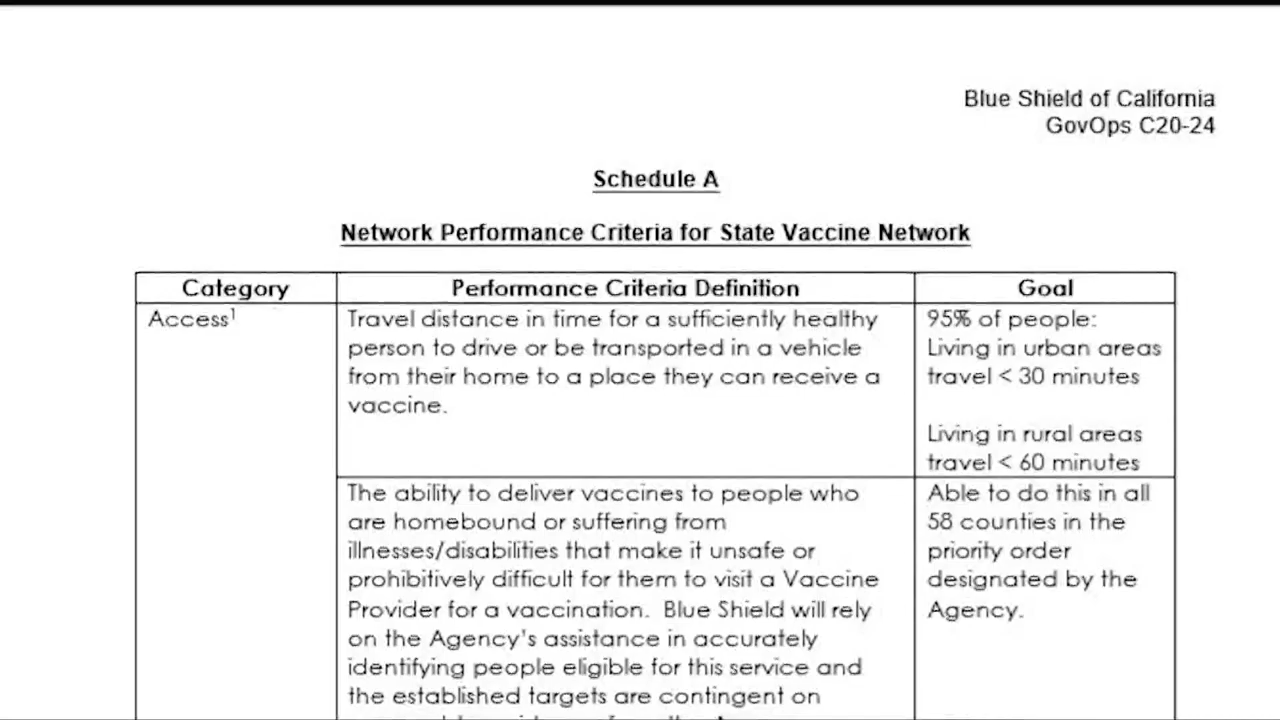 Blue Shield of California
GovOps C20-24
Schedule A
Network Performance Criteria for State Vaccine Network
Category
Performance Criteria Definition
Goal
Access¹
Travel distance in time for a sufficiently healthy
person to drive or be transported in a vehicle
from their home to a place they can receive a
vaccine.
95% of people:
Living in urban areas
travel < 30 minutes
Living in rural areas
travel < 60 minutes
The ability to deliver vaccines to people who
are homebound or suffering from
illnesses/disabilities that make it unsafe or
prohibitively difficult for them to visit a Vaccine
Provider for a vaccination. Blue Shield will rely
on the Agency's assistance in accurately
identifying people eligible for this service and
the established targets are contingent on
Able to do this in all
58 counties in the
priority order
designated by the
Agency.